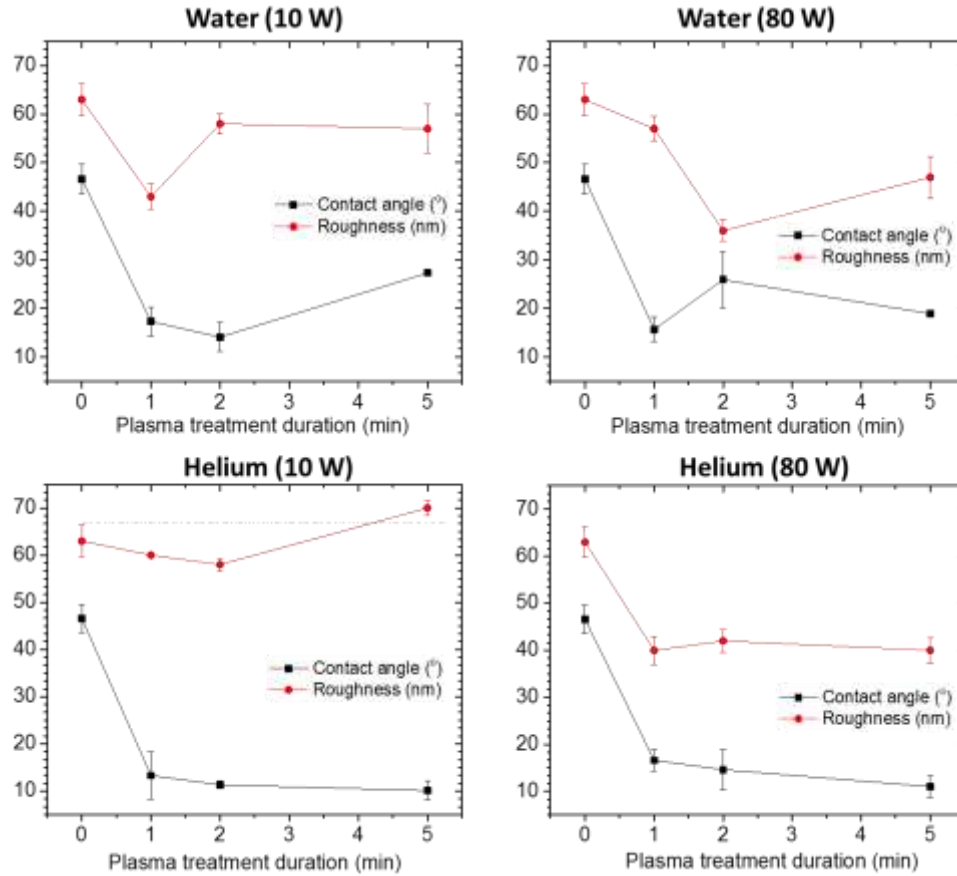 Water (10 W)
70
60
50
40
30
20
10
Contact angle (°)
Roughness (nm)
0 1 2 3 4 5
Plasma treatment duration (min)
Water (80 W)
70
60
50
40
30
20
10
Contact angle (°)
Roughness (nm)
0 1 2 3 4 5
Plasma treatment duration (min)
Helium (10 W)
70
60
50
40
30
20
10
Contact angle (°)
Roughness (nm)
0 1 2 3 4 5
Plasma treatment duration (min)
Helium (80 W)
70
60
50
40
30
20
10
Contact angle (°)
Roughness (nm)
0 1 2 3 4 5
Plasma treatment duration (min)